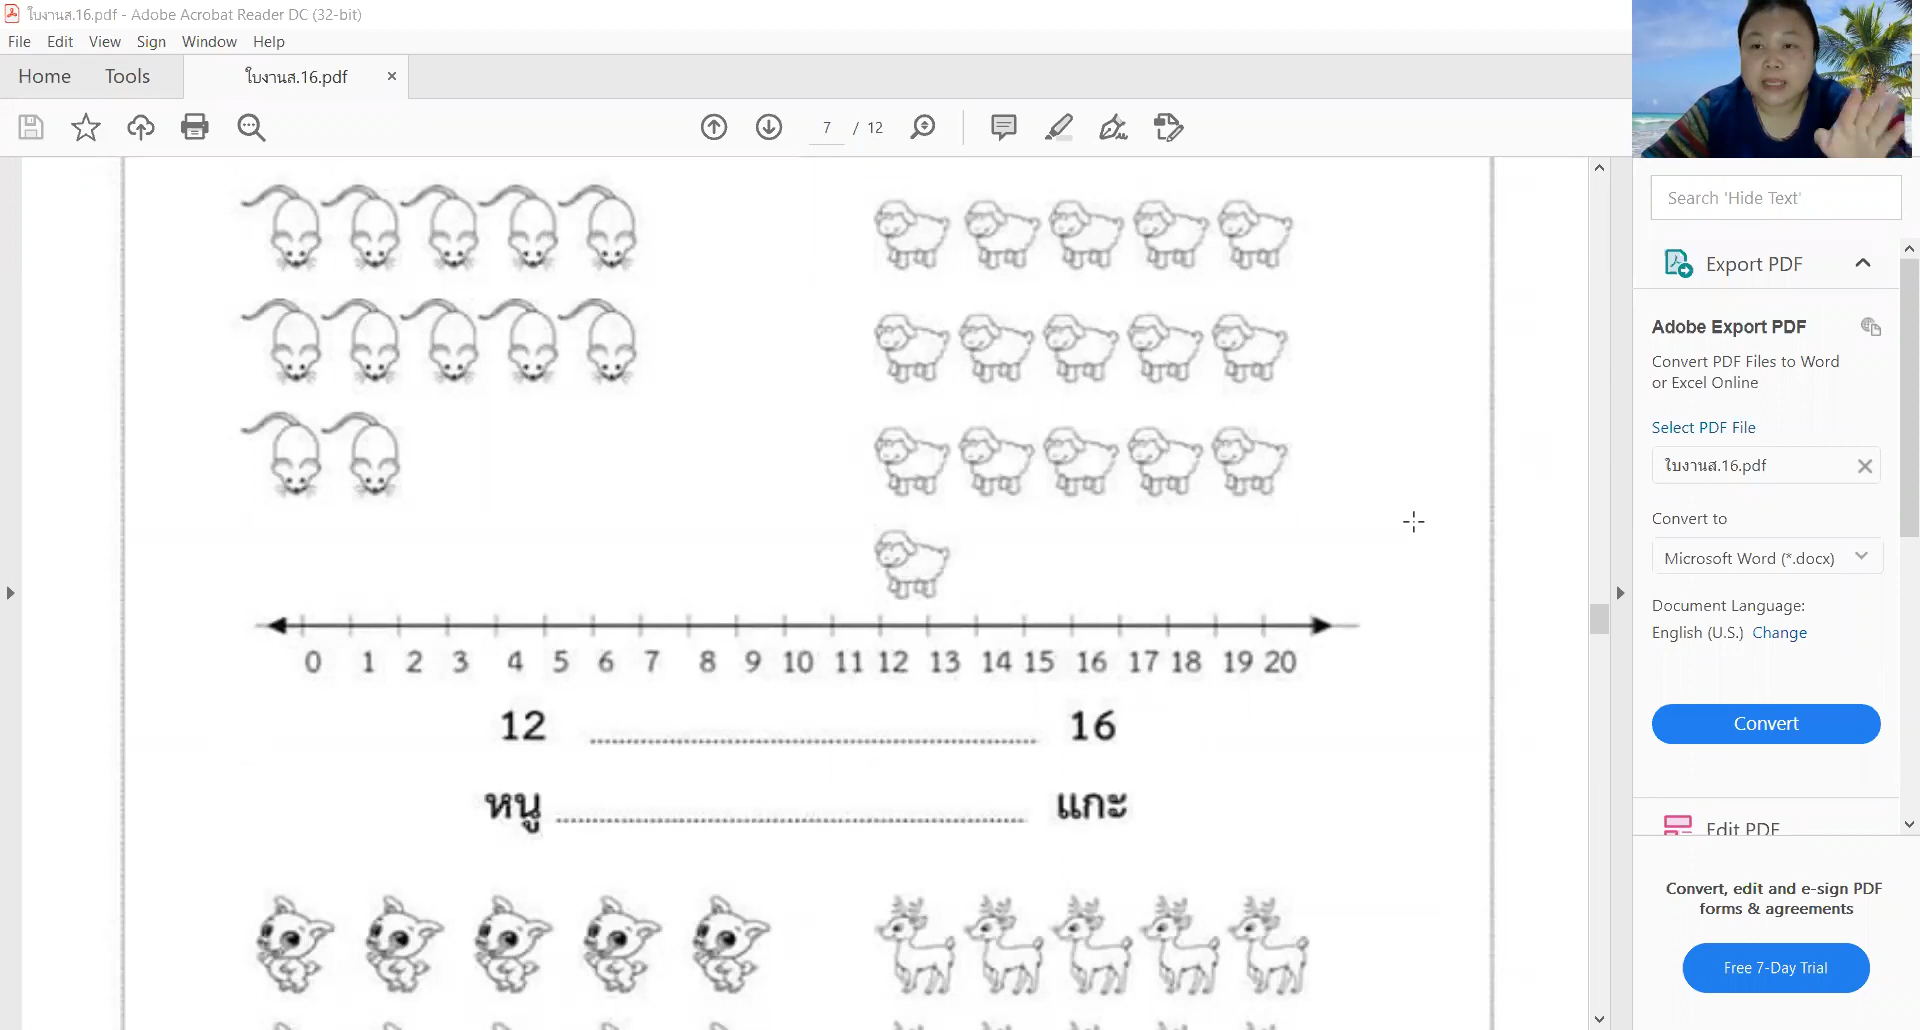 ใบงานส.16.pdf - Adobe Acrobat Reader DC (32-bit)
File Edit View Sign Window Help
Home Tools ใบงานส.16.pdf ×
7 / 12
Search 'Hide Text'
Export PDF
Adobe Export PDF
Convert PDF Files to Word
or Excel Online
Select PDF File
ใบงานส.16.pdf
Convert to
Microsoft Word (*.docx)
Document Language:
English (U.S.) Change
Convert
Edit PDF
Convert, edit and e-sign PDF
forms & agreements
Free 7-Day Trial
0 1 2 3 4 5 6 7 8 9 10 11 12 13 14 15 16 17 18 19 20
12 ........................................ 16
หนู ........................................ แกะ